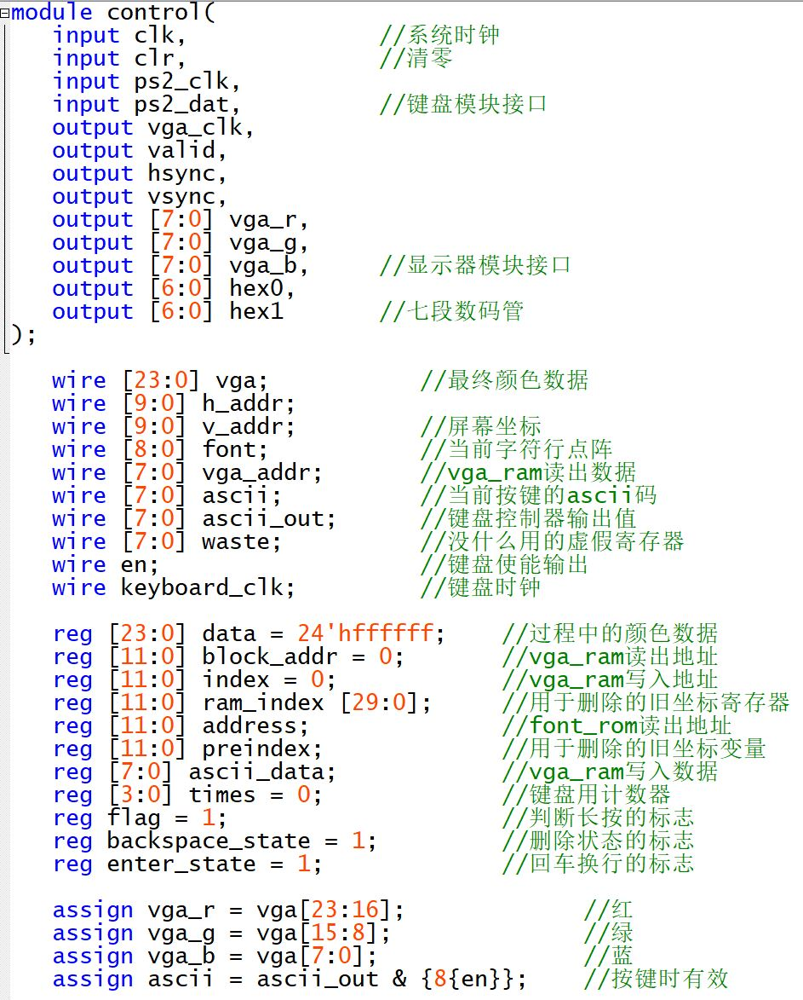 module control(
input clk, //系统时钟
input clr, //清零
input ps2_clk,
input ps2_dat, //键盘模块接口
output vga_clk,
output valid,
output hsync,
output vsync,
output [7:0] vga_r,
output [7:0] vga_g,
output [7:0] vga_b, //显示器模块接口
output [6:0] hex0,
output [6:0] hex1 //七段数码管
);
wire [23:0] vga; //最终颜色数据
wire [9:0] h_addr;
wire [9:0] v_addr; //屏幕坐标
wire [8:0] font; //当前字符行点阵
wire [7:0] vga_addr; //vga_ram读出数据
wire [7:0] ascii; //当前按键的ascii码
wire [7:0] ascii_out; //键盘控制器输出值
wire [7:0] waste; //没什么用的虚假寄存器
wire en; //键盘使能输出
wire keyboard_clk; //键盘时钟
reg [23:0] data = 24'hffffff; //过程中的颜色数据
reg [11:0] block_addr = 0; //vga_ram读出地址
reg [11:0] index = 0; //vga_ram写入地址
reg [11:0] ram_index [29:0]; //用于删除的旧坐标寄存器
reg [11:0] address; //font_rom读出地址
reg [11:0] preindex; //用于删除的旧坐标变量
reg [7:0] ascii_data; //vga_ram写入数据
reg [3:0] times = 0; //键盘用计数器
reg flag = 1; //判断长按的标志
reg backspace_state = 1; //删除状态的标志
reg enter_state = 1; //回车换行的标志
assign vga_r = vga[23:16]; //红
assign vga_g = vga[15:8]; //绿
assign vga_b = vga[7:0]; //蓝
assign ascii = ascii_out & {8{en}}; //按键时有效